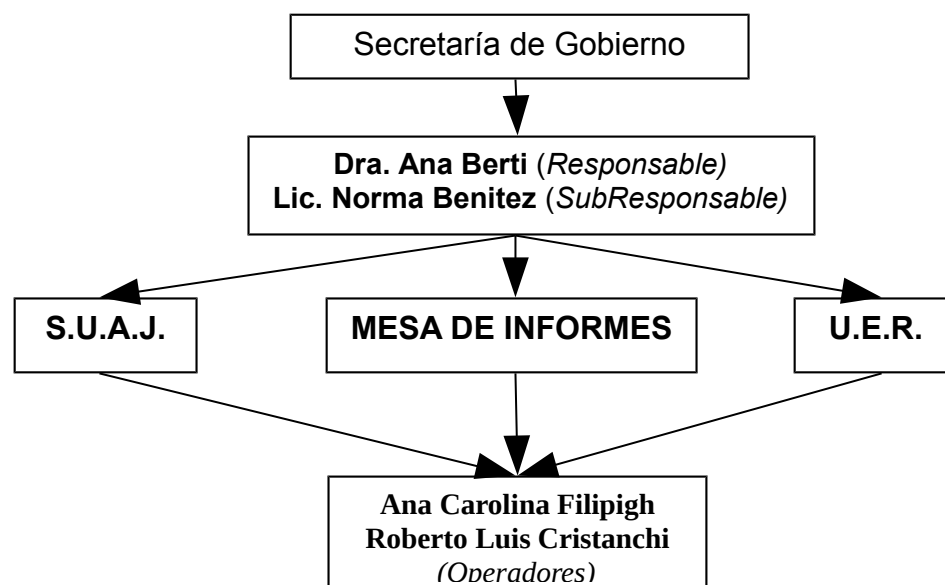 Secretaría de Gobierno
Dra. Ana Berti (Responsable)
Lic. Norma Benitez (SubResponsable)
S.U.A.J.
MESA DE INFORMES
U.E.R.
Ana Carolina Filipigh
Roberto Luis Cristanchi
(Operadores)